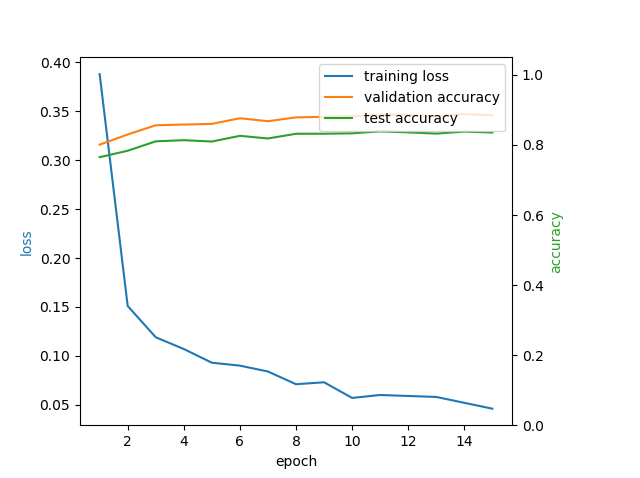 training loss
validation accuracy
test accuracy
0.40
0.35
0.30
0.25
0.20
0.15
0.10
0.05
loss
1.0
0.8
0.6
0.4
0.2
0.0
accuracy
2 4 6 8 10 12 14
epoch